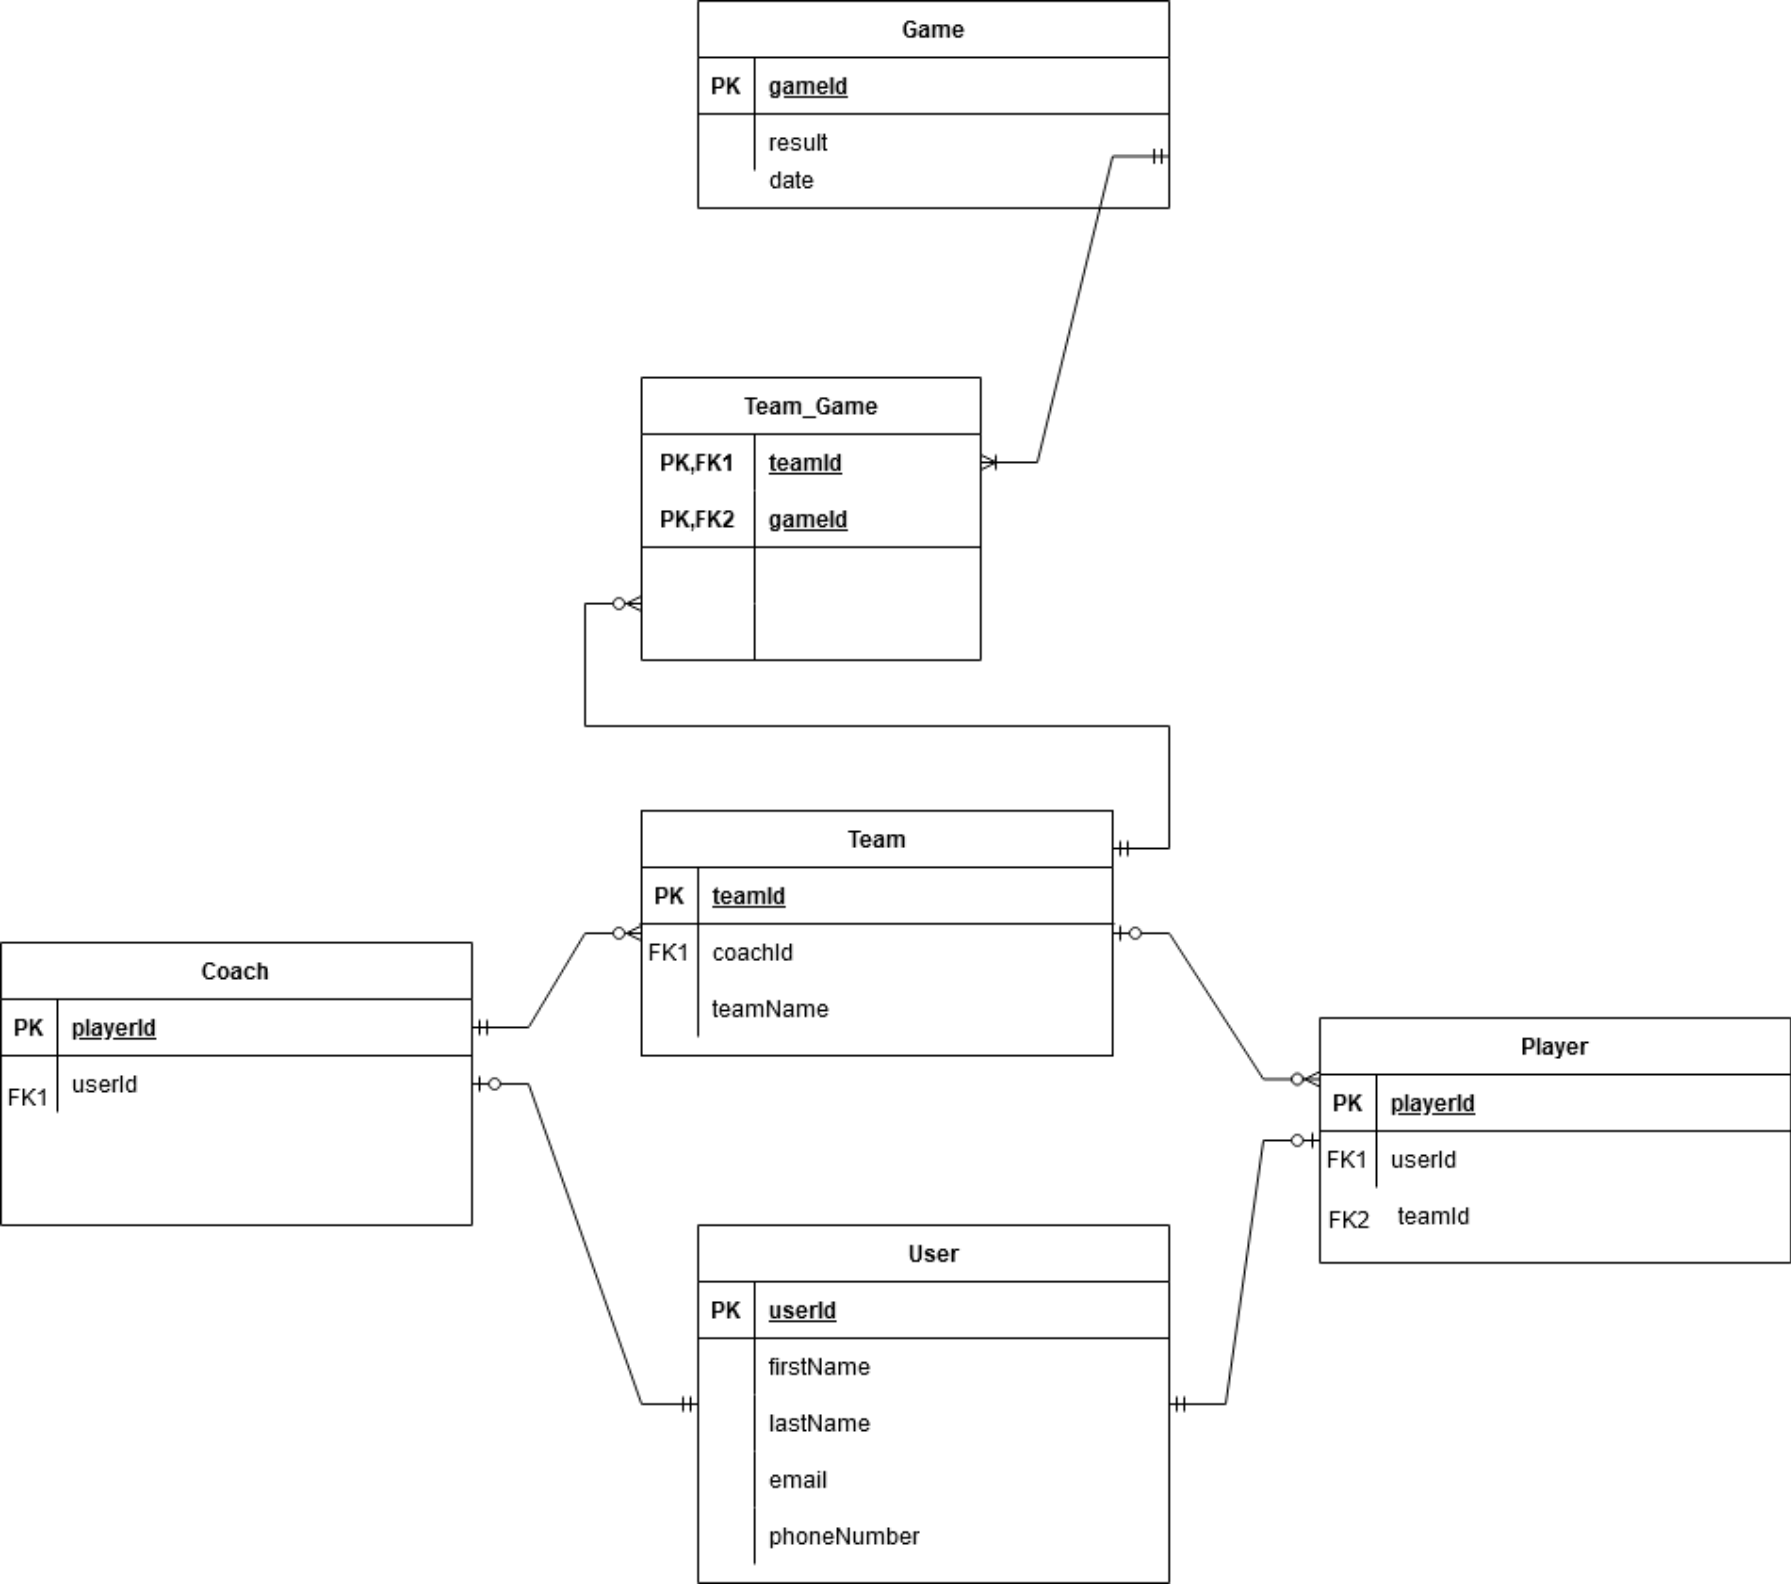 Game
PK gameId
result
date
Team_Game
PK,FK1 teamId
PK,FK2 gameId
Team
PK teamId
FK1 coachId
teamName
Coach
PK playerId
FK1 userId
Player
PK playerId
FK1 userId
FK2 teamId
User
PK userId
firstName
lastName
email
phoneNumber